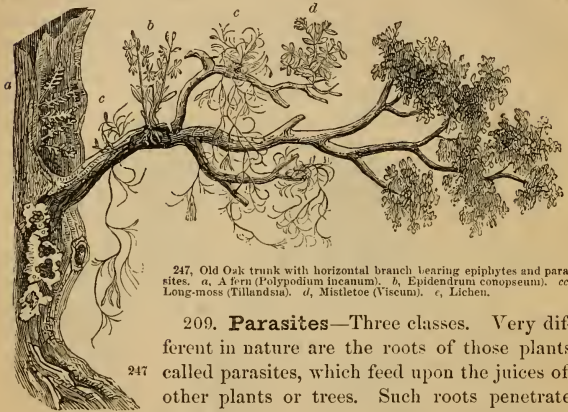 b
c
d
a
c
247, Old Oak trunk with horizontal branch bearing epiphytes and para
sites. a, A fern (Polypodium incanum). b, Epidendrum conopseum). cc
Long-moss (Tillandsia). d, Mistletoe (Viscum). e, Lichen.
209. Parasites—Three classes. Very dif-
ferent in nature are the roots of those plants
247 called parasites, which feed upon the juices of
other plants or trees. Such roots penetrate